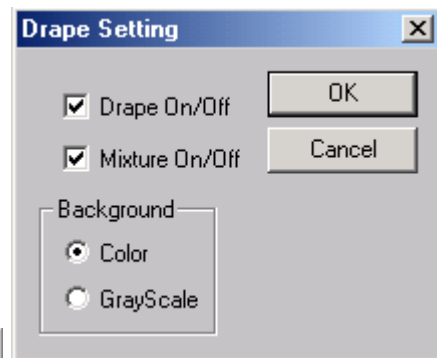 Drape Setting
Drape On/Off
OK
Mixture On/Off
Cancel
Background
Color
GrayScale